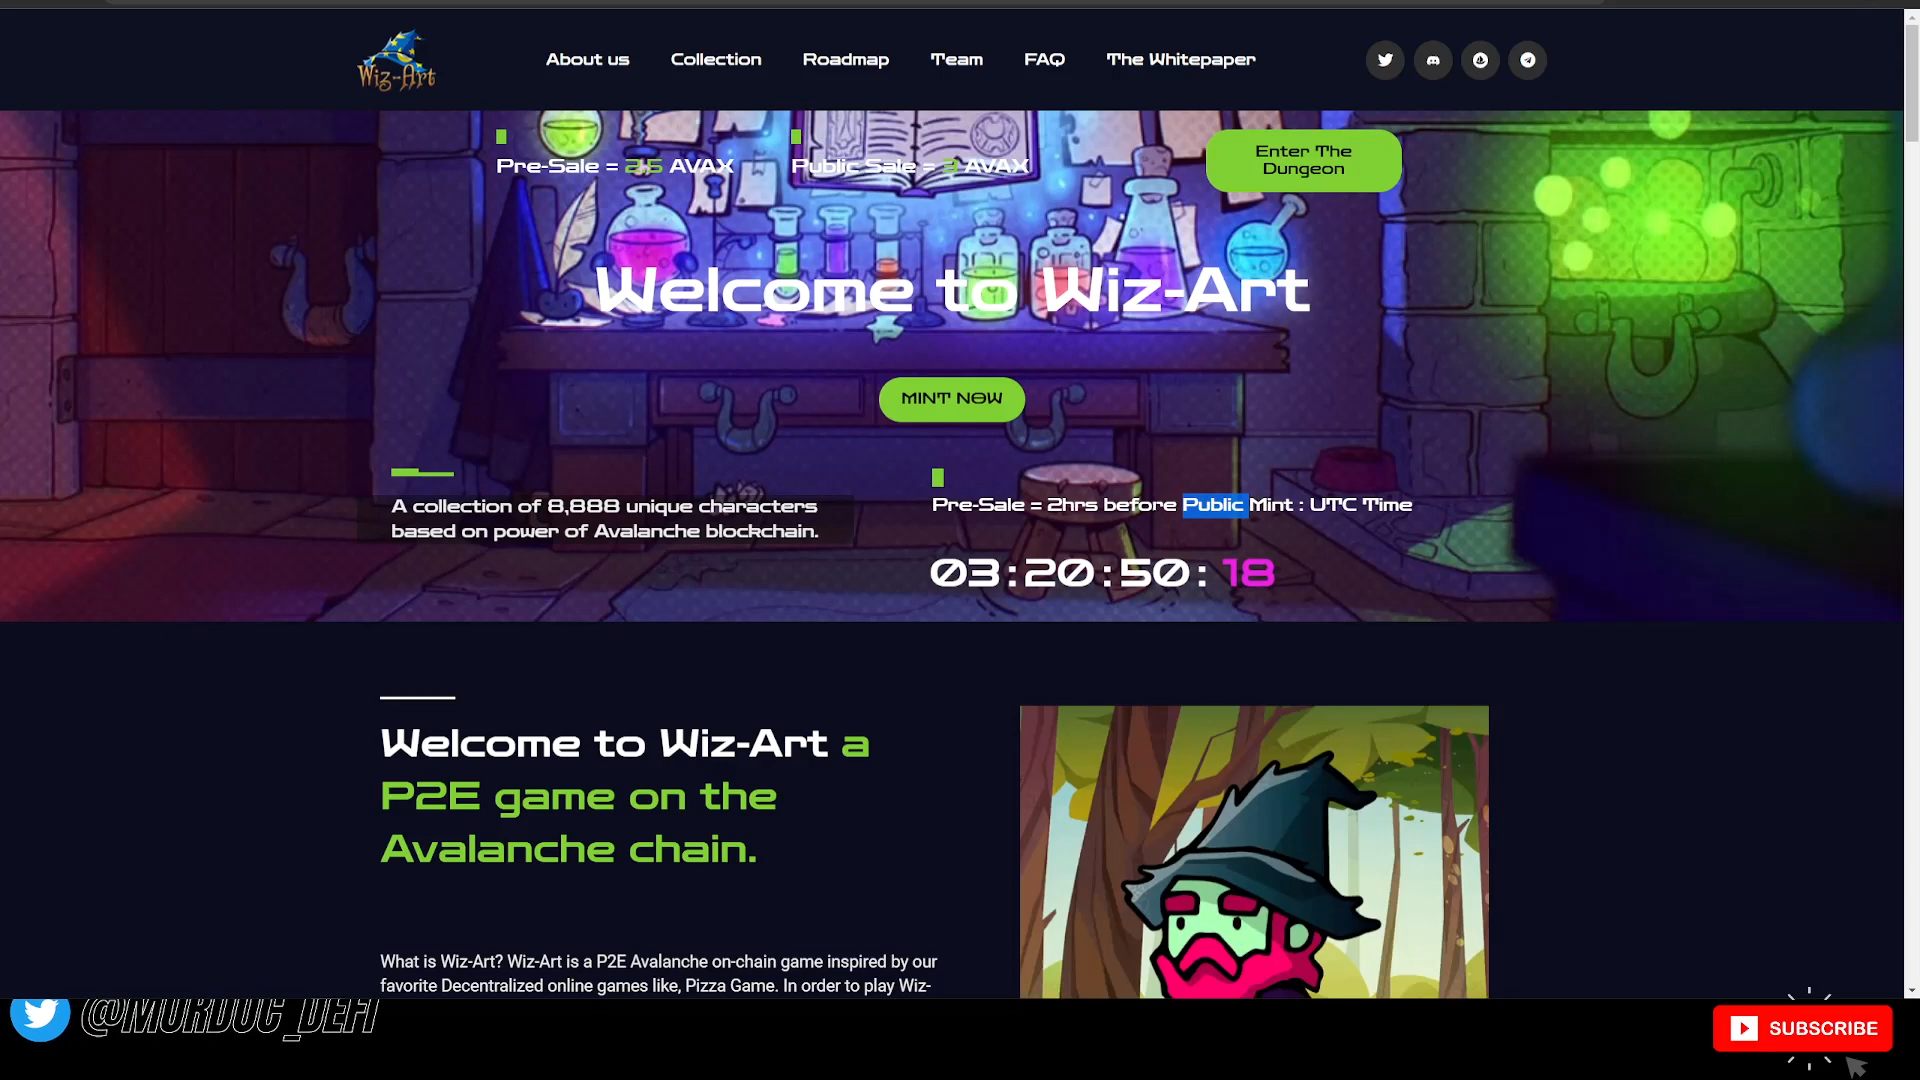 Wiz-Art
About us
Collection
Roadmap
Team
FAQ
The Whitepaper
Pre-Sale = 2.5 AVAX
Public Sale = 3 AVAX
Enter The
Dungeon
Welcome to Wiz-Art
MINT NOW
A collection of 8,888 unique characters
based on power of Avalanche blockchain.
Pre-Sale = 2hrs before Public Mint : UTC Time
03:20:50:18
Welcome to Wiz-Art a
P2E game on the
Avalanche chain.
What is Wiz-Art? Wiz-Art is a P2E Avalanche on-chain game inspired by our
favorite Decentralized online games like, Pizza Game. In order to play Wiz-
@MURDOC_DEFI
SUBSCRIBE